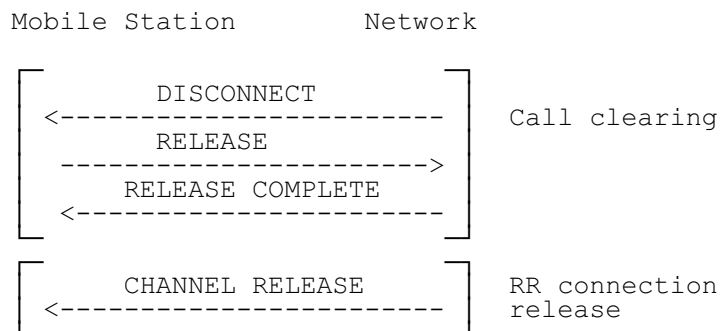 Mobile Station Network
DISCONNECT
<------------------------ Call clearing
RELEASE
----------------------->
RELEASE COMPLETE
<-----------------------
CHANNEL RELEASE RR connection
<------------------------ release